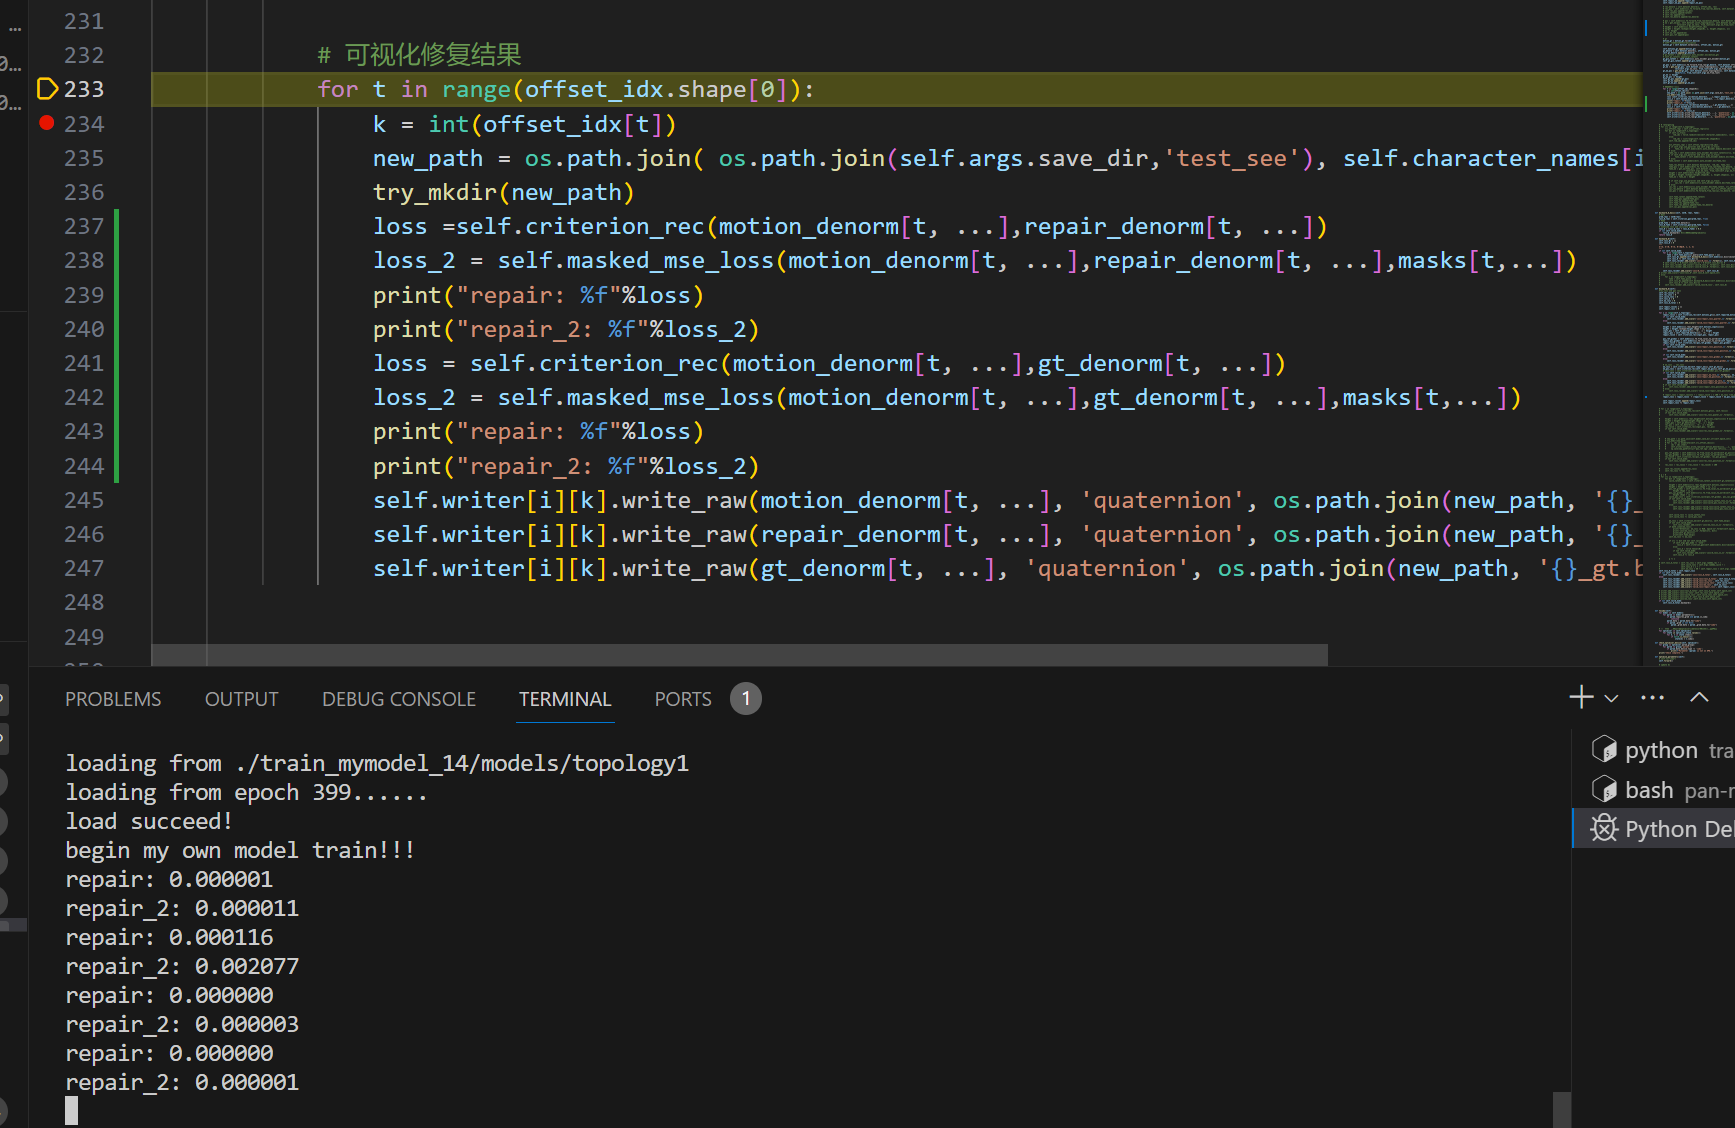 231
232 # 可视化修复结果
233 for t in range(offset_idx.shape[0]):
234 k = int(offset_idx[t])
235 new_path = os.path.join( os.path.join(self.args.save_dir,'test_see'), self.character_names[i
236 try_mkdir(new_path)
237 loss =self.criterion_rec(motion_denorm[t, ...],repair_denorm[t, ...])
238 loss_2 = self.masked_mse_loss(motion_denorm[t, ...],repair_denorm[t, ...],masks[t,...])
239 print("repair: %f"%loss)
240 print("repair_2: %f"%loss_2)
241 loss = self.criterion_rec(motion_denorm[t, ...],gt_denorm[t, ...])
242 loss_2 = self.masked_mse_loss(motion_denorm[t, ...],gt_denorm[t, ...],masks[t,...])
243 print("repair: %f"%loss)
244 print("repair_2: %f"%loss_2)
245 self.writer[i][k].write_raw(motion_denorm[t, ...], 'quaternion', os.path.join(new_path, '{}_
246 self.writer[i][k].write_raw(repair_denorm[t, ...], 'quaternion', os.path.join(new_path, '{}_
247 self.writer[i][k].write_raw(gt_denorm[t, ...], 'quaternion', os.path.join(new_path, '{}_gt.b
248
249
PROBLEMS OUTPUT DEBUG CONSOLE TERMINAL PORTS 1
loading from ./train_mymodel_14/models/topology1
loading from epoch 399......
load succeed!
begin my own model train!!!
repair: 0.000001
repair_2: 0.000011
repair: 0.000116
repair_2: 0.002077
repair: 0.000000
repair_2: 0.000003
repair: 0.000000
repair_2: 0.000001
python tra
bash pan-r
Python Del